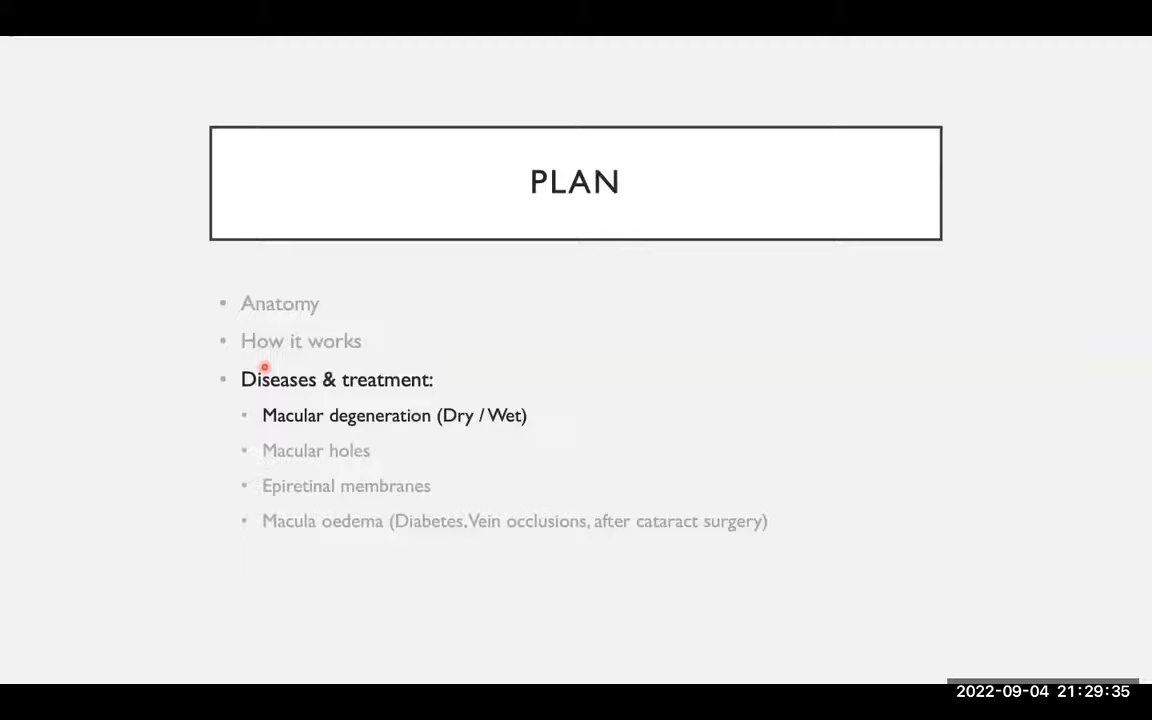 PLAN
• Anatomy
• How it works
• Diseases & treatment:
• Macular degeneration (Dry / Wet)
• Macular holes
• Epiretinal membranes
• Macula oedema (Diabetes, Vein occlusions, after cataract surgery)
2022-09-04 21:29:35